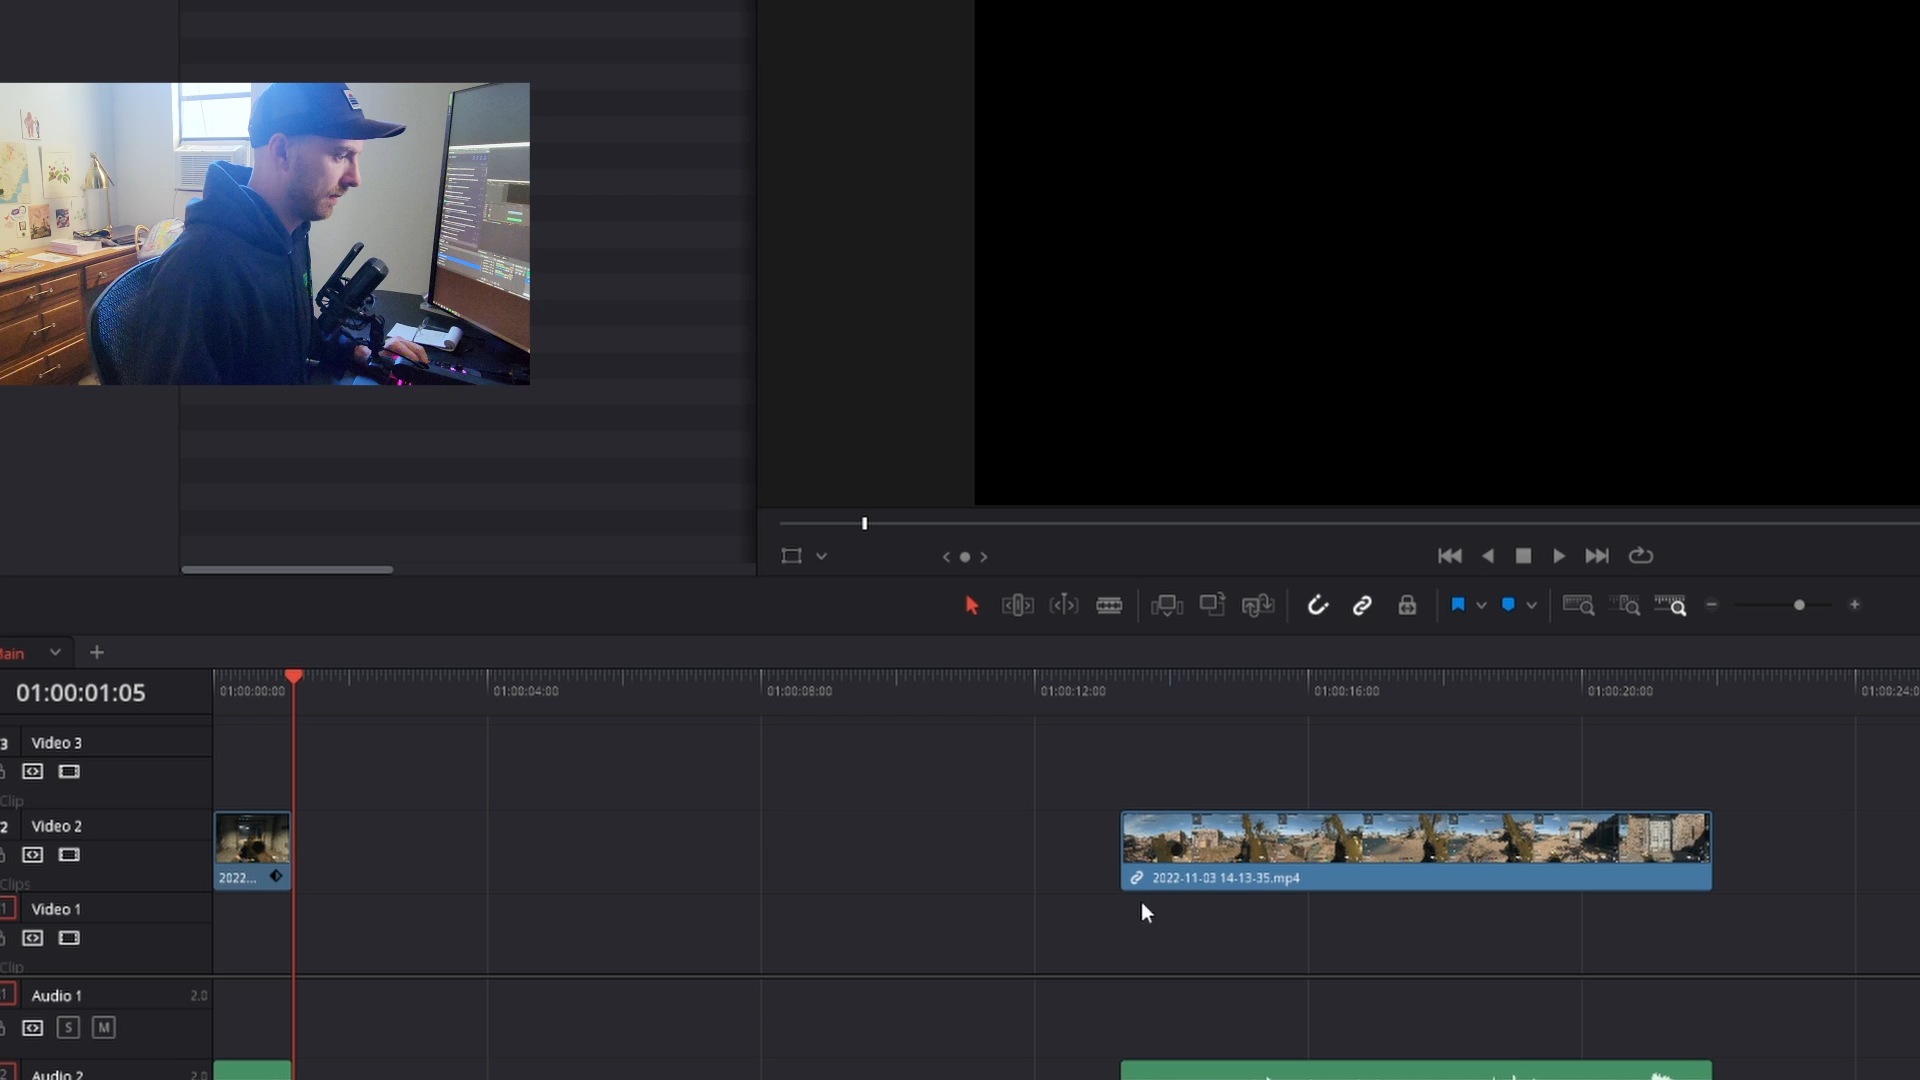 Main
01:00:01:05
01:00:00:00
01:00:04:00
01:00:08:00
01:00:12:00
01:00:16:00
01:00:20:00
01:00:24:0
3 Video 3
Clip
2 Video 2
2022...
2022-11-03 14-13-35.mp4
Clips
1 Video 1
Clip
1 Audio 1 2.0
S M
2 Audio 2 2.0